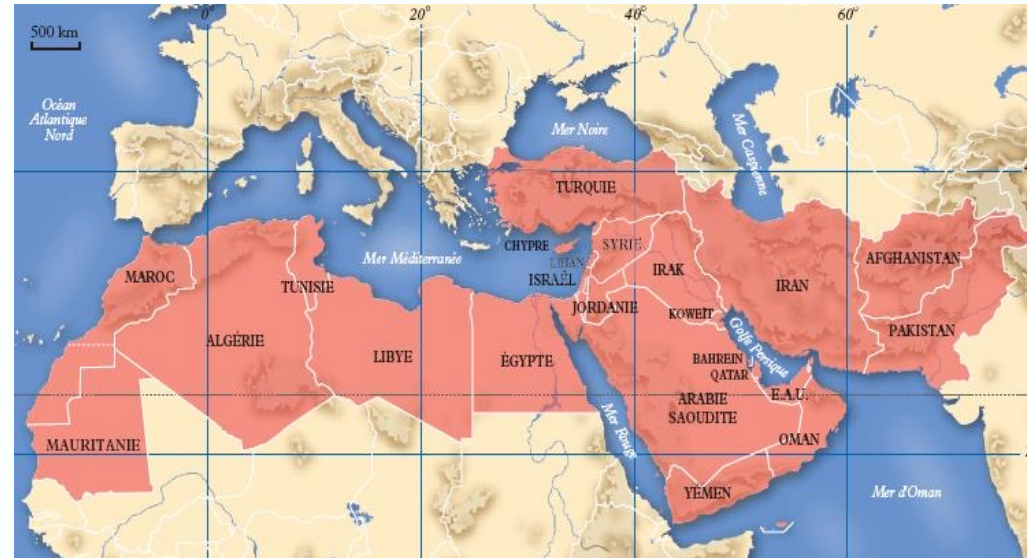 0°
20°
40°
60°
500 km
Océan
Atlantique
Nord
Mer Noire
Mer Caspienne
TURQUIE
CHYPRE
SYRIE
LIBAN
ISRAËL
Mer Méditerranée
MAROC
TUNISIE
IRAK
IRAN
AFGHANISTAN
JORDANIE
KOWEÏT
PAKISTAN
ALGÉRIE
LIBYE
ÉGYPTE
Golfe Persique
BAHREIN
QATAR
E.A.U.
ARABIE
SAOUDITE
Mer Rouge
OMAN
MAURITANIE
YÉMEN
Mer d'Oman